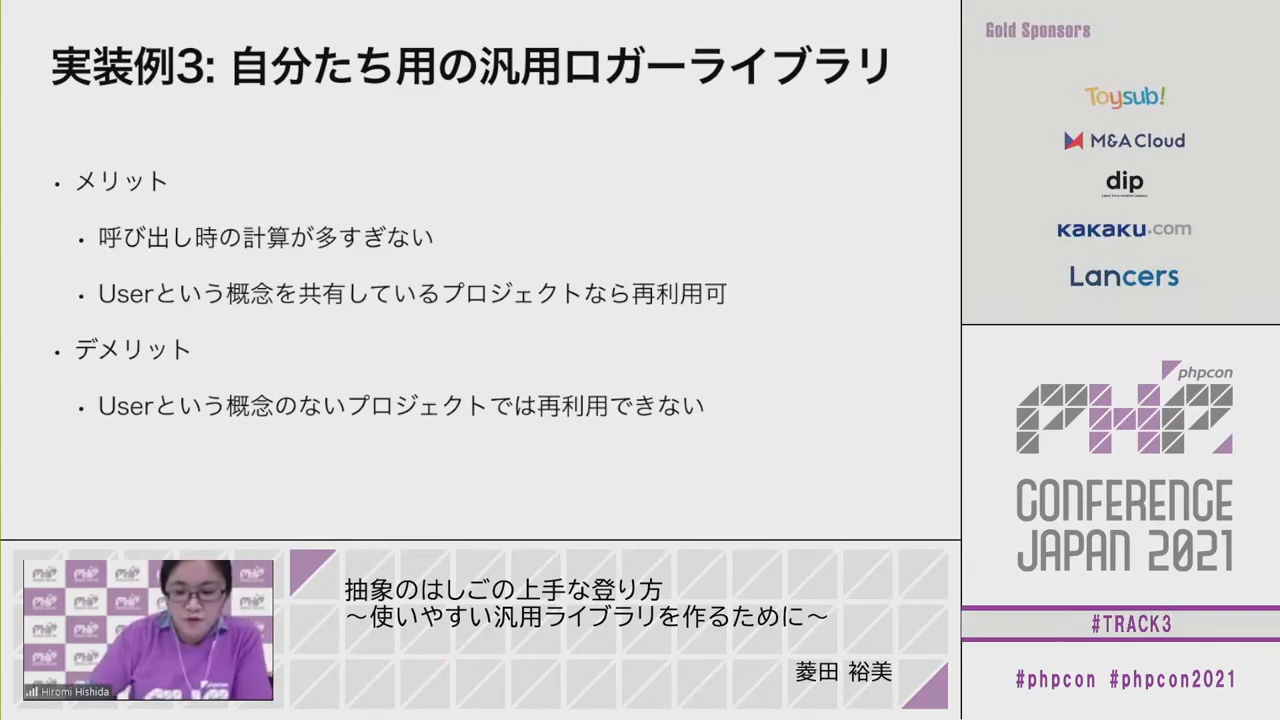 実装例3: 自分たち用の汎用ロガーライブラリ
• メリット
• 呼び出し時の計算が多すぎない
• Userという概念を共有しているプロジェクトなら再利用可
• デメリット
• Userという概念のないプロジェクトでは再利用できない
Hiromi Hishida
抽象のはしごの上手な登り方
～使いやすい汎用ライブラリを作るために～
菱田 裕美
Gold Sponsors
Toysub!
M&A Cloud
dip
kakaku.com
Lancers
phpcon
PHP
CONFERENCE
JAPAN 2021
#TRACK3
#phpcon #phpcon2021